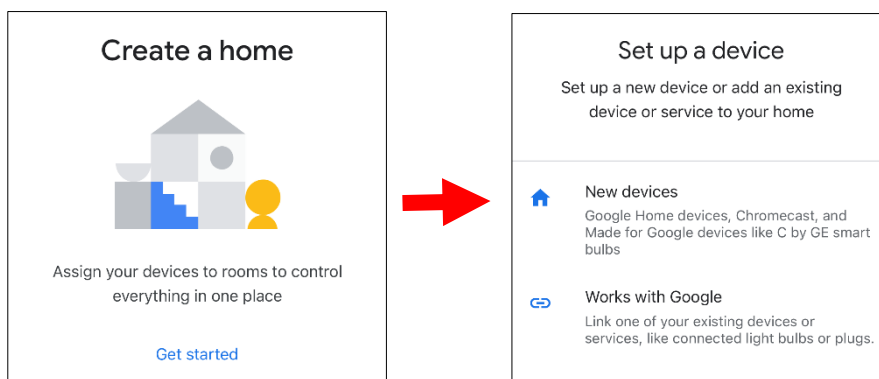 Create a home
Assign your devices to rooms to control
everything in one place
Get started
Set up a device
Set up a new device or add an existing
device or service to your home
New devices
Google Home devices, Chromecast, and
Made for Google devices like C by GE smart
bulbs
Works with Google
Link one of your existing devices or
services, like connected light bulbs or plugs.